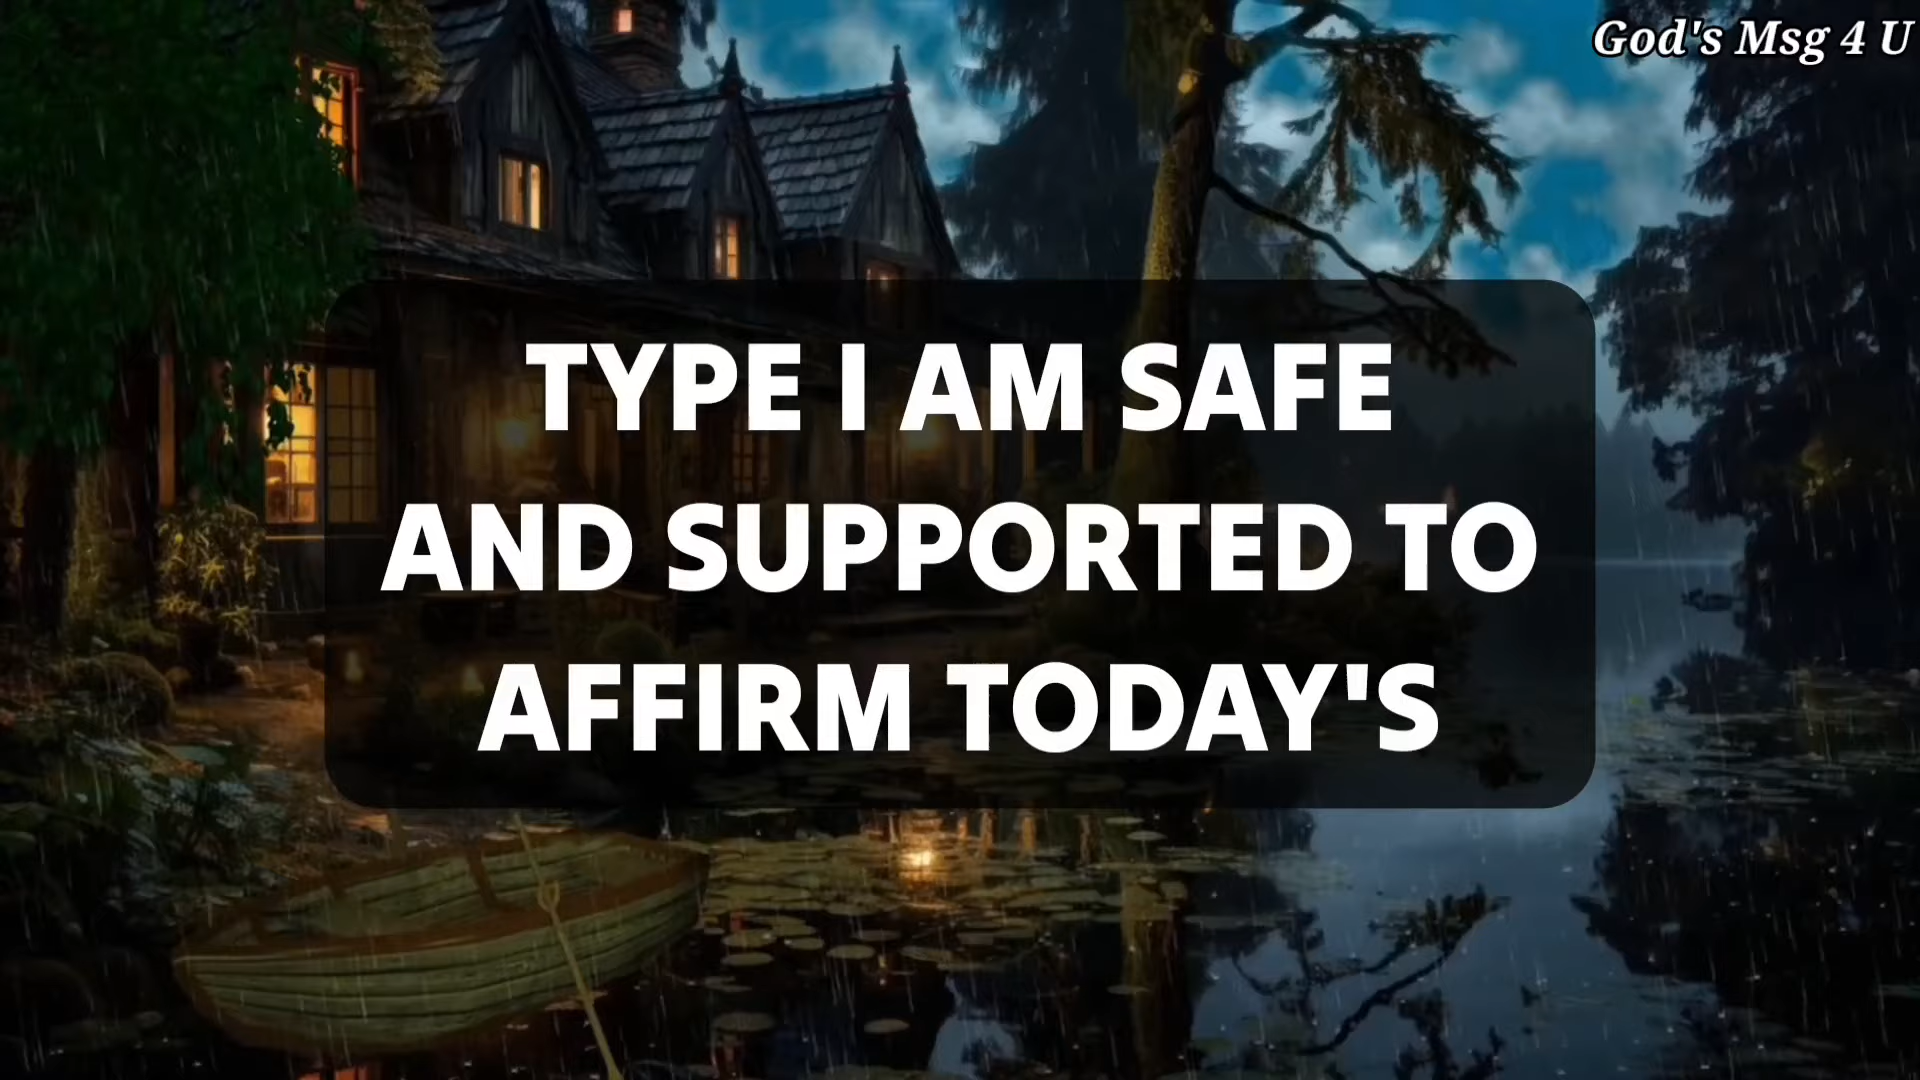 God's Msg 4 U
TYPE I AM SAFE
AND SUPPORTED TO
AFFIRM TODAY'S